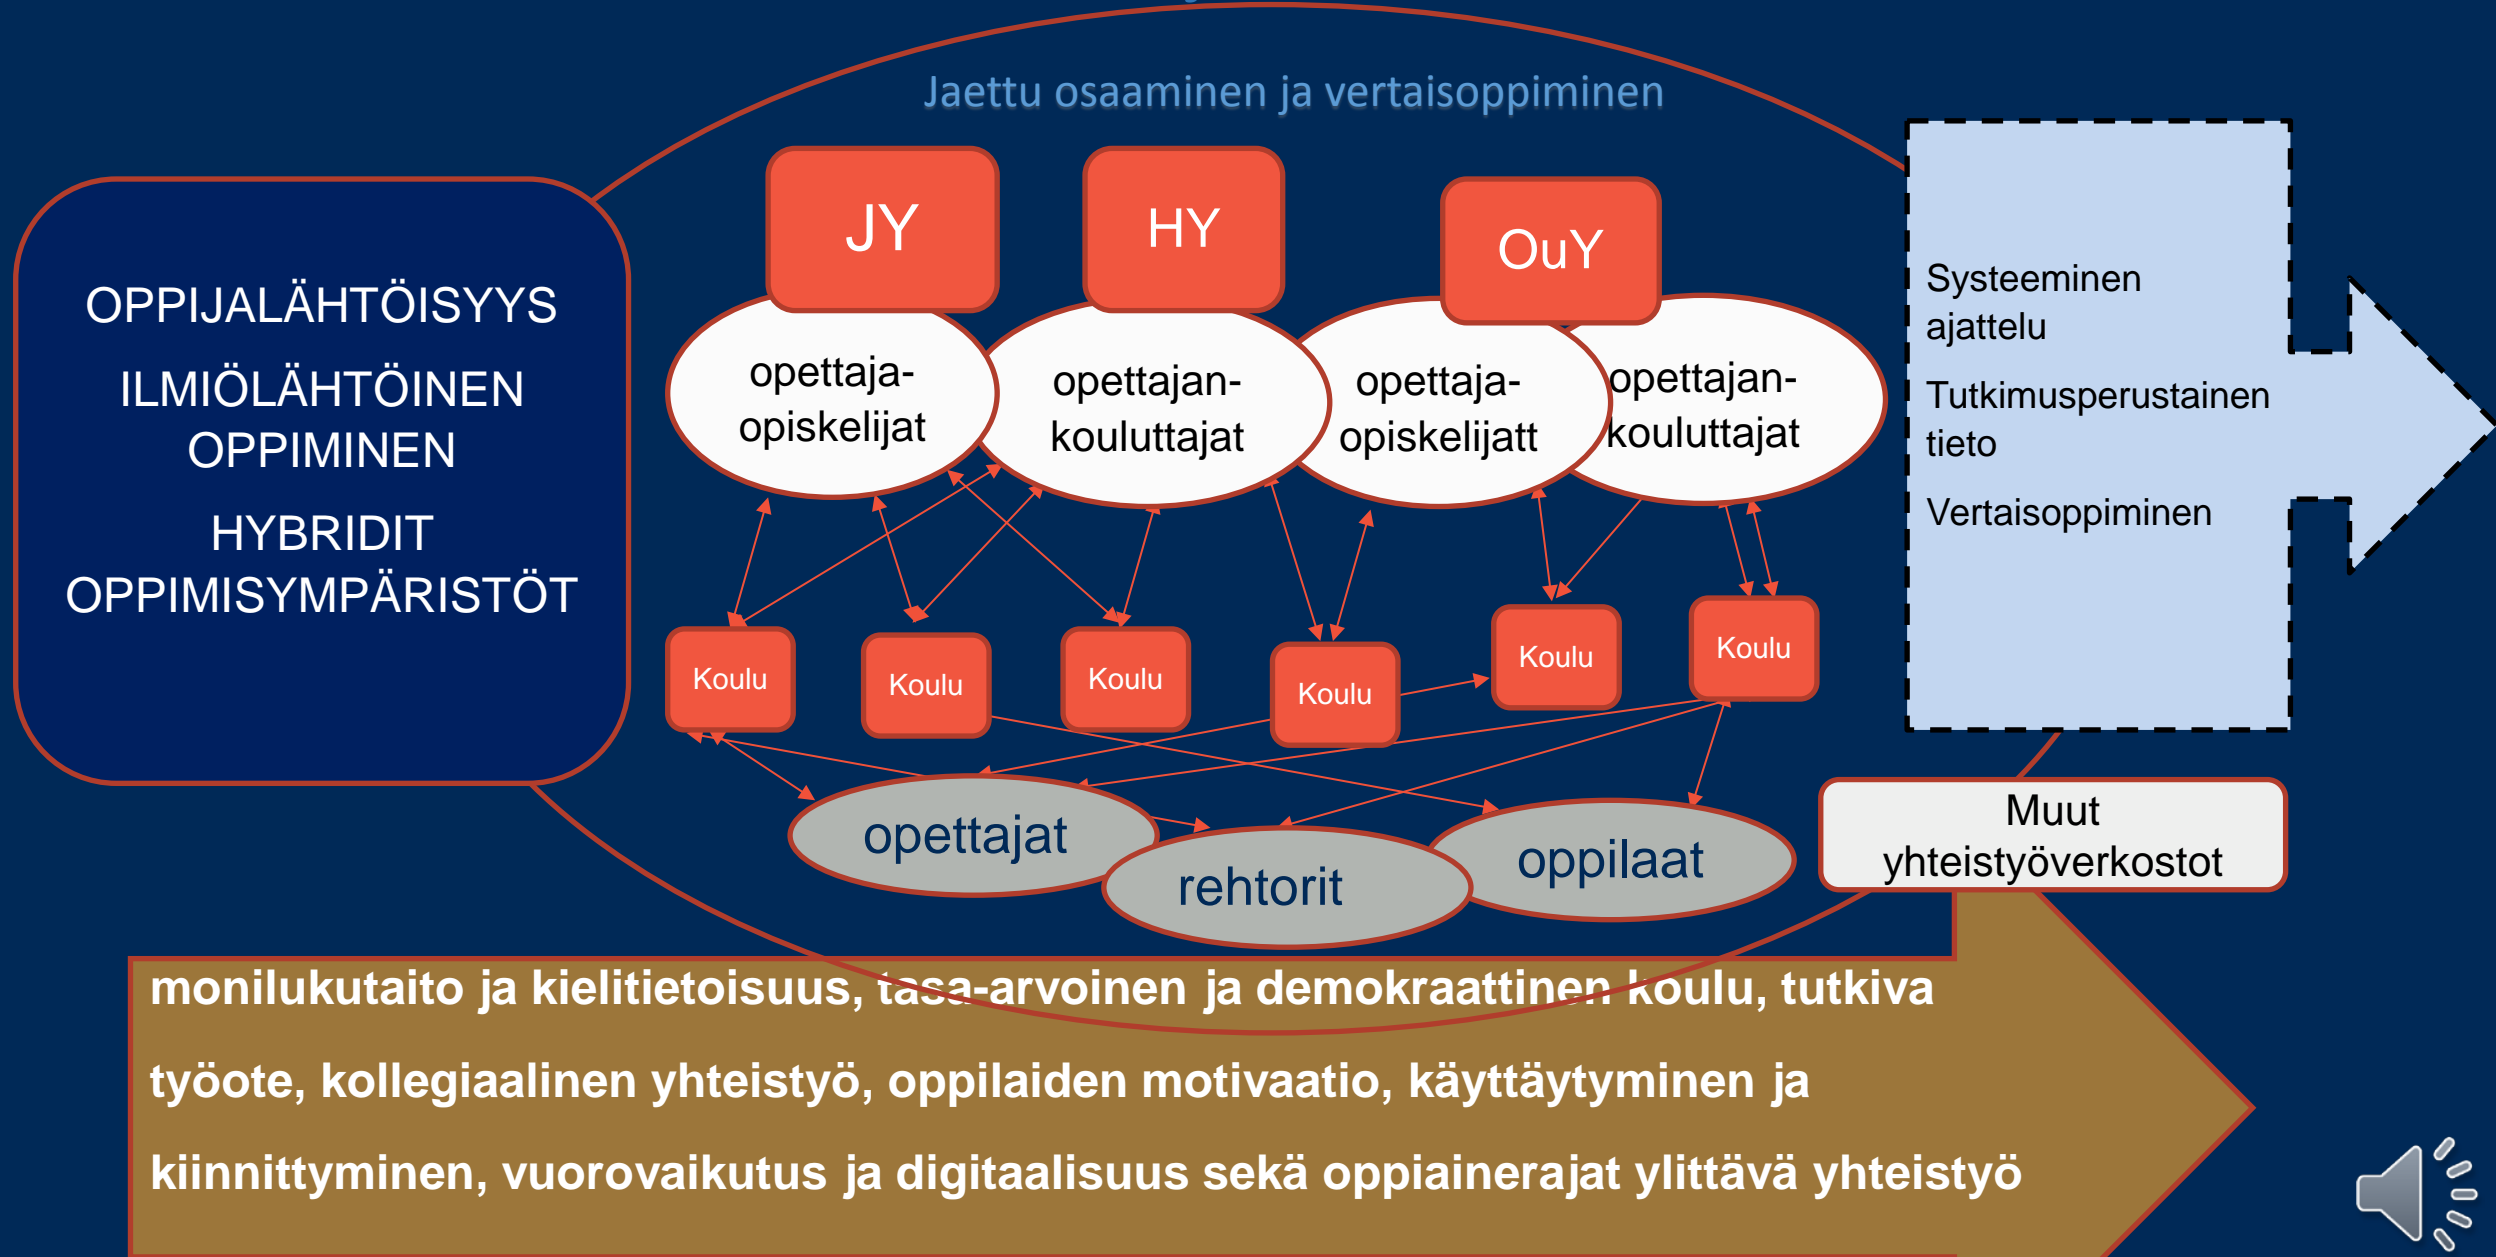 Jaettu osaaminen ja vertaisoppiminen
OPPIJALÄHTÖISYYS
ILMIÖLÄHTÖINEN
OPPIMINEN
HYBRIDIT
OPPIMISYMPÄRISTÖT
JY
HY
OuY
opettaja-
opiskelijat
opettajan-
kouluttajat
opettaja-
opiskelijatt
opettajan-
kouluttajat
Systeeminen
ajattelu
Tutkimusperustainen
tieto
Vertaisoppiminen
Koulu
Koulu
Koulu
Koulu
Koulu
Koulu
opettajat
rehtorit
oppilaat
Muut
yhteistyöverkostot
monilukutaito ja kielitietoisuus, tasa-arvoinen ja demokraattinen koulu, tutkiva
työote, kollegiaalinen yhteistyö, oppilaiden motivaatio, käyttäytyminen ja
kiinnittyminen, vuorovaikutus ja digitaalisuus sekä oppiainerajat ylittävä yhteistyö